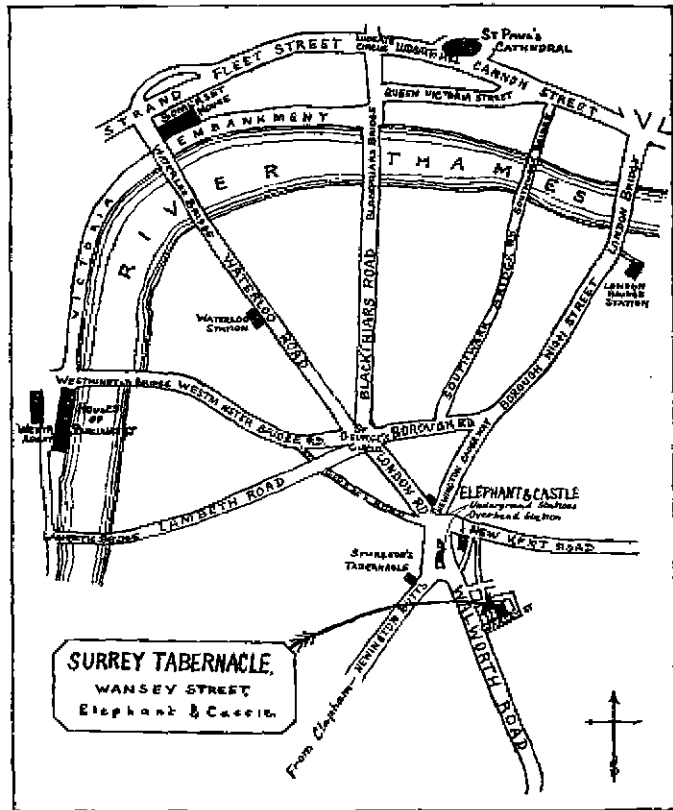 ST PAUL'S
CATHEDRAL
LUDGATE
CIRCUS
LUDGATE HILL
CANNON STREET
FLEET STREET
STRAND
QUEEN VICTORIA STREET
SOMERSET
HOUSE
EMBANKMENT
VICTORIA
RIVER THAMES
WATERLOO BRIDGE
BLACKFRIARS BRIDGE
SOUTHWARK BRIDGE
LONDON BRIDGE
LONDON
BRIDGE
STATION
WATERLOO ROAD
WATERLOO
STATION
BLACKFRIARS ROAD
SOUTHWARK BRIDGE RD
BOROUGH HIGH STREET
WESTMINSTER BRIDGE
WESTMINSTER BRIDGE RD
HOUSES
OF
PARLIAMENT
ST
GEORGE'S
CIRCUS
BOROUGH RD
LONDON RD
NEWINGTON CAUSEWAY
LAMBETH ROAD
LAMBETH BRIDGE
ELEPHANT & CASTLE
Underground Stations
Overhead Station
NEW KENT ROAD
SPURGEON'S
TABERNACLE
NEWINGTON BUTTS
WALWORTH ROAD
From Clapham
SURREY TABERNACLE,
WANSEY STREET
Elephant & Castle